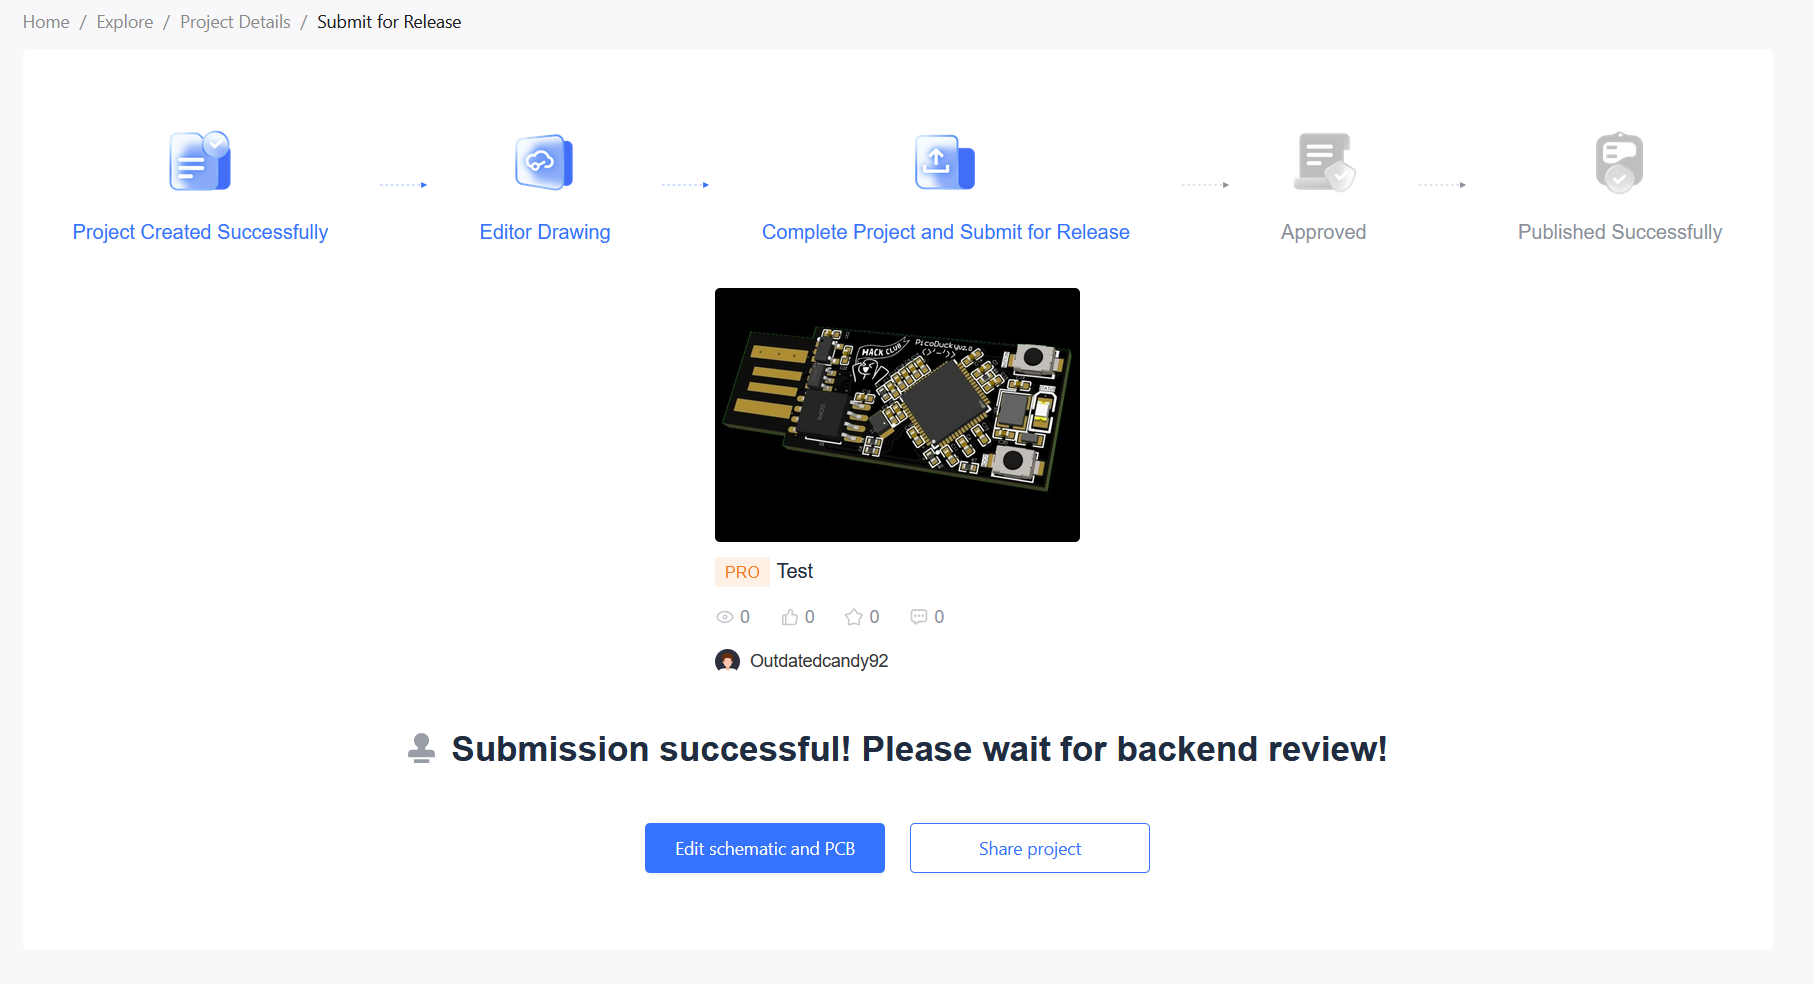 Home / Explore / Project Details / Submit for Release
Project Created Successfully
Editor Drawing
Complete Project and Submit for Release
Approved
Published Successfully
HACK CLUB
PicoDuckyv2.0
PRO Test
0 0 0 0
Outdatedcandy92
Submission successful! Please wait for backend review!
Edit schematic and PCB
Share project